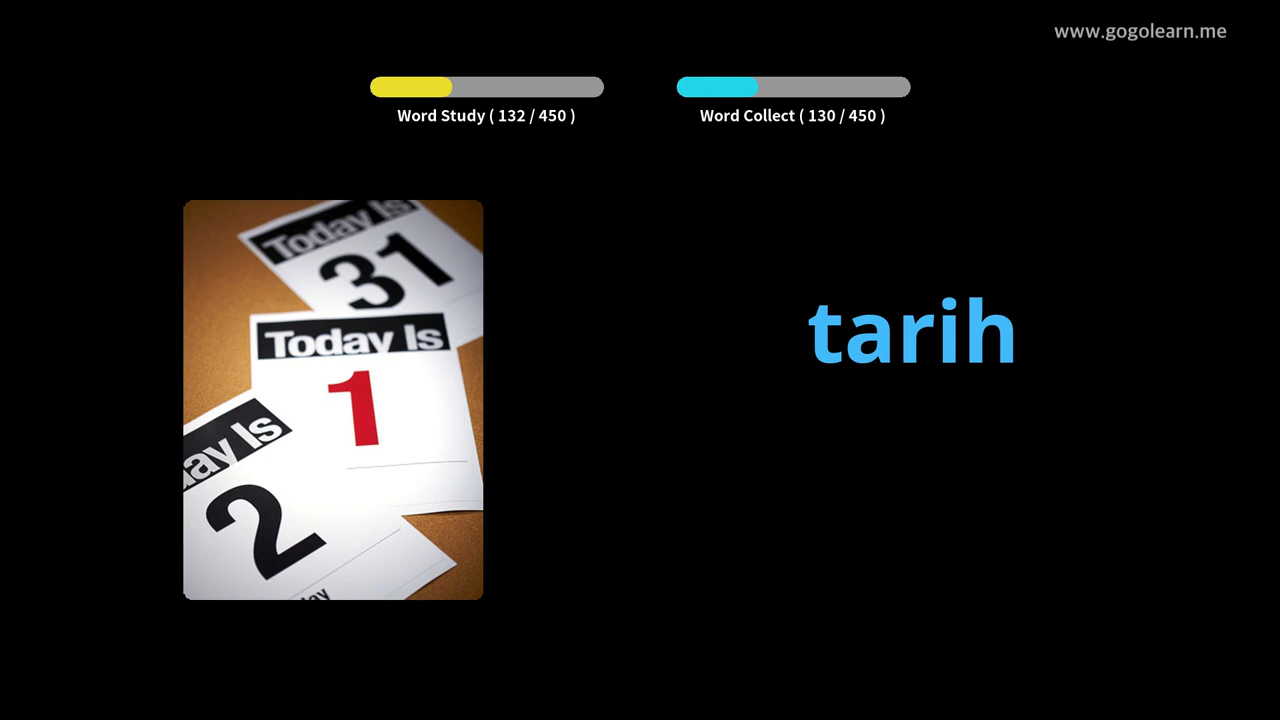 www.gogolearn.me
Word Study ( 132 / 450 )
Word Collect ( 130 / 450 )
Today Is
31
Today Is
1
day Is
2
tarih